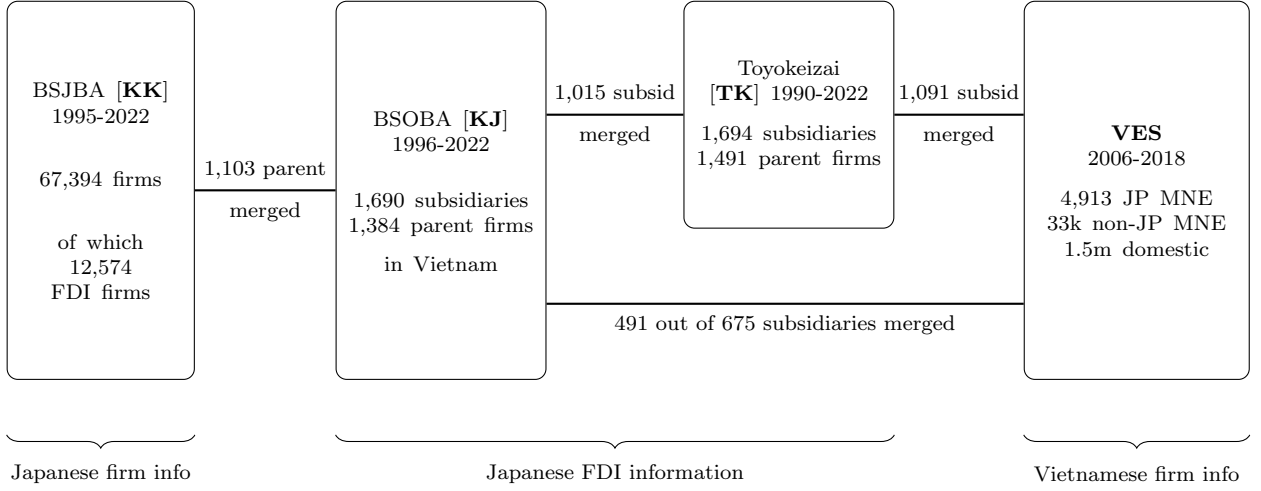 BSJBA [KK]
1995-2022
67,394 firms
of which
12,574
FDI firms
1,103 parent
merged
BSOBA [KJ]
1996-2022
1,690 subsidiaries
1,384 parent firms
in Vietnam
1,015 subsid
merged
Toyokeizai
[TK] 1990-2022
1,694 subsidiaries
1,491 parent firms
1,091 subsid
merged
491 out of 675 subsidiaries merged
VES
2006-2018
4,913 JP MNE
33k non-JP MNE
1.5m domestic
Japanese firm info
Japanese FDI information
Vietnamese firm info